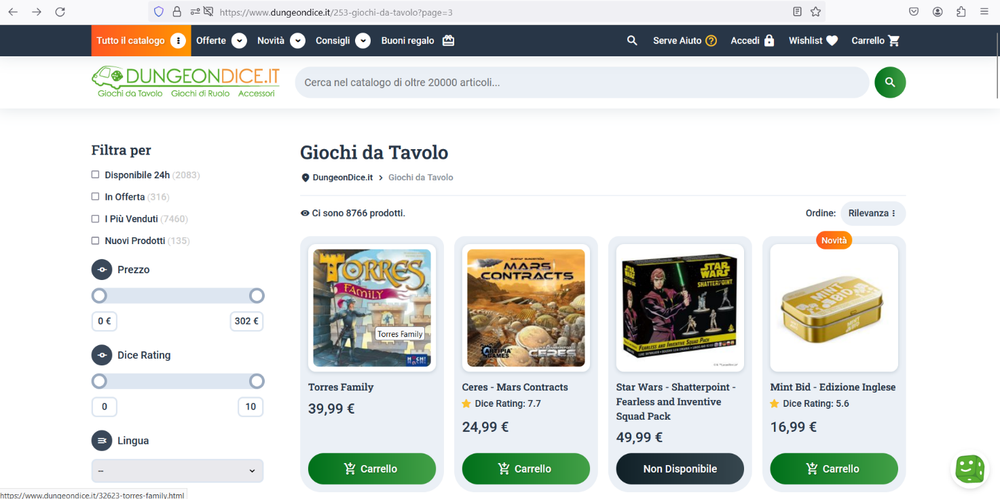 https://www.dungeondice.it/253-giochi-da-tavolo?page=3
Tutto il catalogo
Offerte
Novità
Consigli
Buoni regalo
Serve Aiuto
Accedi
Wishlist
Carrello
DUNGEONDICE.IT
Giochi da Tavolo Giochi di Ruolo Accessori
Cerca nel catalogo di oltre 20000 articoli...
Filtra per
Disponibile 24h (2083)
In Offerta (316)
I Più Venduti (7460)
Nuovi Prodotti (135)
Prezzo
0 €
302 €
Dice Rating
0
10
Lingua
--
Giochi da Tavolo
DungeonDice.it > Giochi da Tavolo
Ci sono 8766 prodotti.
Ordine: Rilevanza
TORRES
FAMILY
HUCH!
Torres Family
Torres Family
39,99 €
Carrello
MARS
CONTRACTS
ARTIPIA
GAMES
CERES
Ceres - Mars Contracts
Dice Rating: 7.7
24,99 €
Carrello
STAR
WARS
STAR
WARS
SHATTERPOINT
FEARLESS AND INVENTIVE SQUAD PACK
Star Wars - Shatterpoint -
Fearless and Inventive
Squad Pack
49,99 €
Non Disponibile
Novità
MINT
BID
Mint Bid - Edizione Inglese
Dice Rating: 5.6
16,99 €
Carrello
https://www.dungeondice.it/32623-torres-family.html